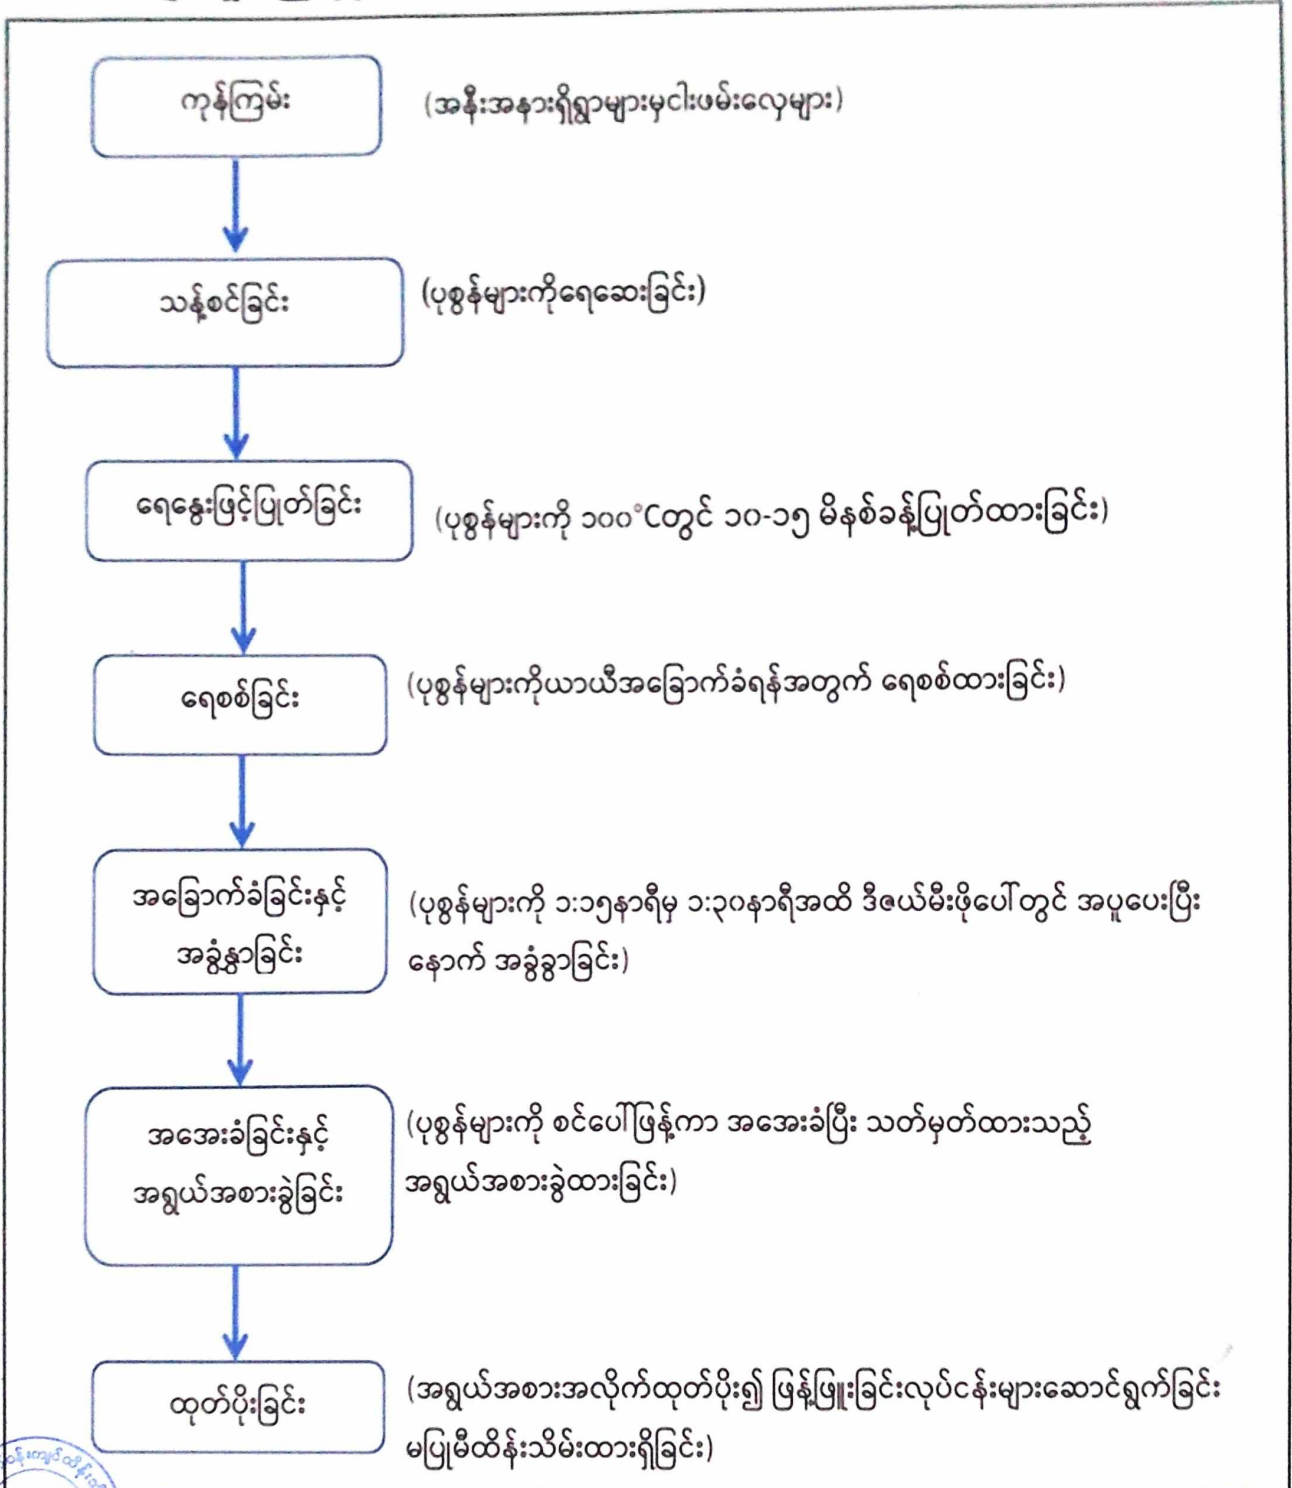 ကုန်ကြမ်း
(အနီးအနားရှိရွာများမှငါးဖမ်းလှေများ)
သန့်စင်ခြင်း
(ပုစွန်များကိုရေဆေးခြင်း)
ရေနွေးဖြင့်ပြုတ်ခြင်း
(ပုစွန်များကို ၁၀၀°Cတွင် ၁၀-၁၅ မိနစ်ခန့်ပြုတ်ထားခြင်း)
ရေစစ်ခြင်း
(ပုစွန်များကိုယာယီအခြောက်ခံရန်အတွက် ရေစစ်ထားခြင်း)
အခြောက်ခံခြင်းနှင့်
အခွံနွှာခြင်း
(ပုစွန်များကို ၁:၁၅နာရီမှ ၁:၃၀နာရီအထိ ဒီဇယ်မီးဖိုပေါ်တွင် အပူပေးပြီး
နောက် အခွံခွာခြင်း)
အအေးခံခြင်းနှင့်
အရွယ်အစားခွဲခြင်း
(ပုစွန်များကို စင်ပေါ်ဖြန့်ကာ အအေးခံပြီး သတ်မှတ်ထားသည့်
အရွယ်အစားခွဲထားခြင်း)
ထုတ်ပိုးခြင်း
(အရွယ်အစားအလိုက်ထုတ်ပိုး၍ ဖြန့်ဖြူးခြင်းလုပ်ငန်းများဆောင်ရွက်ခြင်း
မပြုမီထိန်းသိမ်းထားရှိခြင်း)